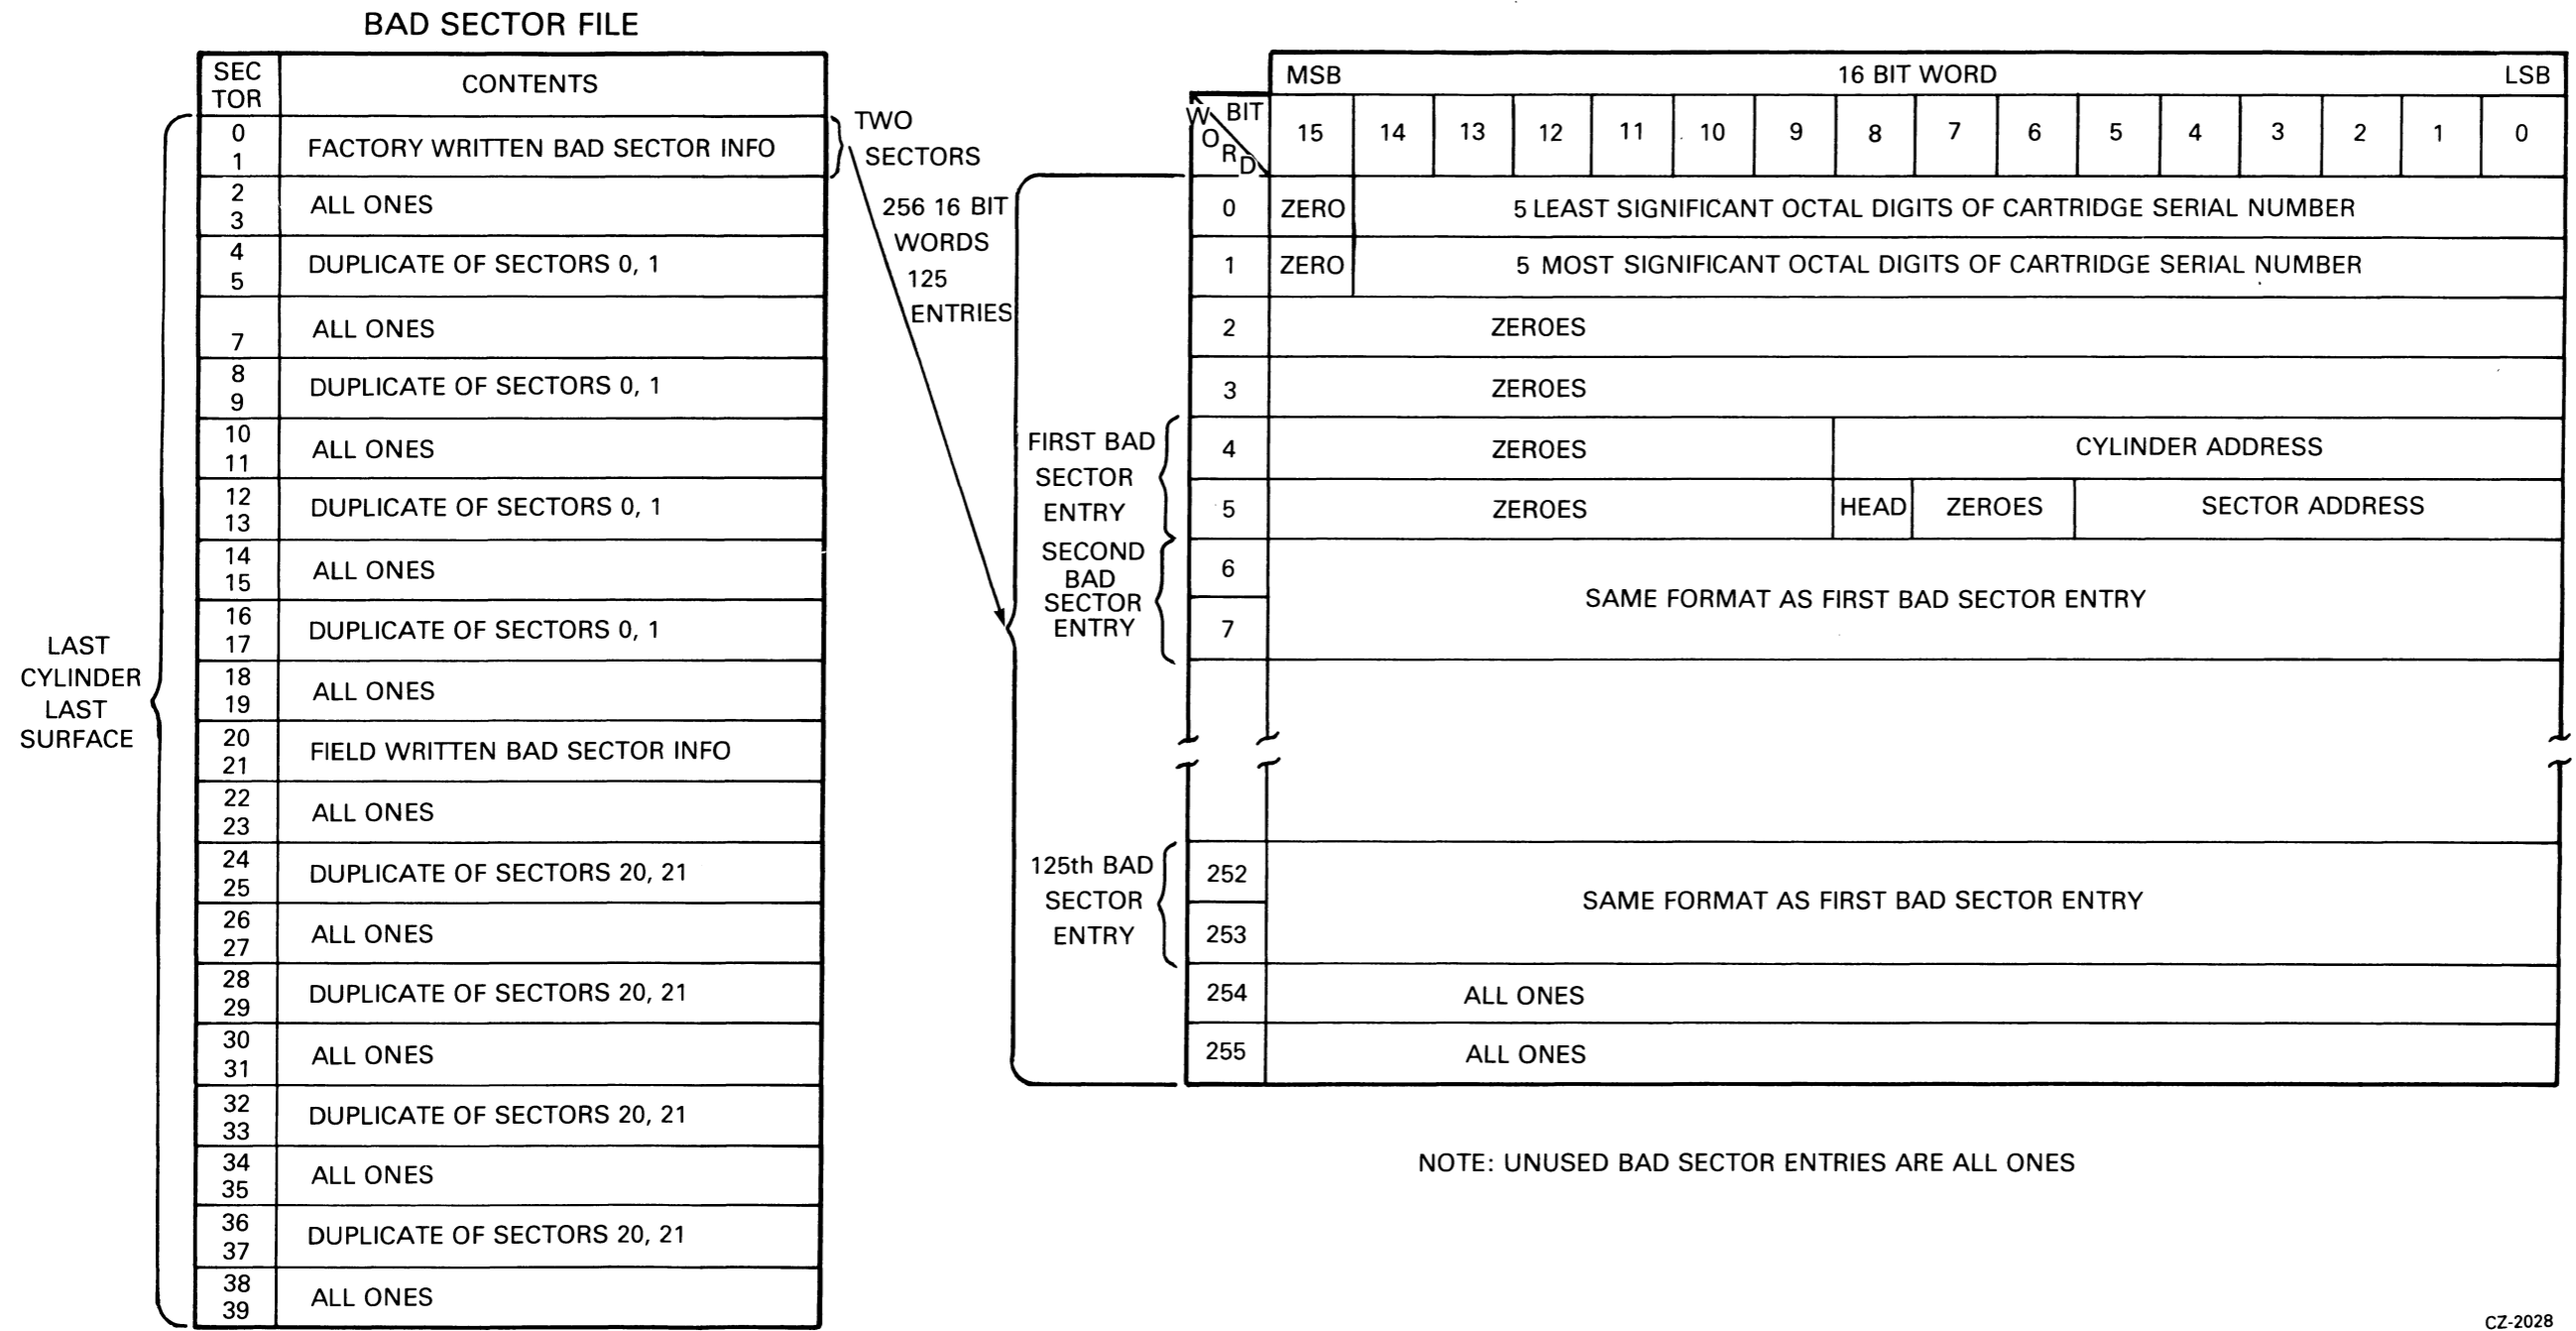 BAD SECTOR FILE
SEC
TOR
CONTENTS
0
1
FACTORY WRITTEN BAD SECTOR INFO
2
3
ALL ONES
4
5
DUPLICATE OF SECTORS 0, 1
7
ALL ONES
8
9
DUPLICATE OF SECTORS 0, 1
10
11
ALL ONES
12
13
DUPLICATE OF SECTORS 0, 1
14
15
ALL ONES
16
17
DUPLICATE OF SECTORS 0, 1
18
19
ALL ONES
20
21
FIELD WRITTEN BAD SECTOR INFO
22
23
ALL ONES
24
25
DUPLICATE OF SECTORS 20, 21
26
27
ALL ONES
28
29
DUPLICATE OF SECTORS 20, 21
30
31
ALL ONES
32
33
DUPLICATE OF SECTORS 20, 21
34
35
ALL ONES
36
37
DUPLICATE OF SECTORS 20, 21
38
39
ALL ONES
LAST
CYLINDER
LAST
SURFACE
TWO
SECTORS
256 16 BIT
WORDS
125
ENTRIES
MSB 16 BIT WORD LSB
WORD BIT
15 14 13 12 11 10 9 8 7 6 5 4 3 2 1 0
0 ZERO 5 LEAST SIGNIFICANT OCTAL DIGITS OF CARTRIDGE SERIAL NUMBER
1 ZERO 5 MOST SIGNIFICANT OCTAL DIGITS OF CARTRIDGE SERIAL NUMBER
2 ZEROES
3 ZEROES
FIRST BAD
SECTOR
ENTRY
4 ZEROES CYLINDER ADDRESS
5 ZEROES HEAD ZEROES SECTOR ADDRESS
SECOND
BAD
SECTOR
ENTRY
6
7
SAME FORMAT AS FIRST BAD SECTOR ENTRY
125th BAD
SECTOR
ENTRY
252
253
SAME FORMAT AS FIRST BAD SECTOR ENTRY
254 ALL ONES
255 ALL ONES
NOTE: UNUSED BAD SECTOR ENTRIES ARE ALL ONES
CZ-2028